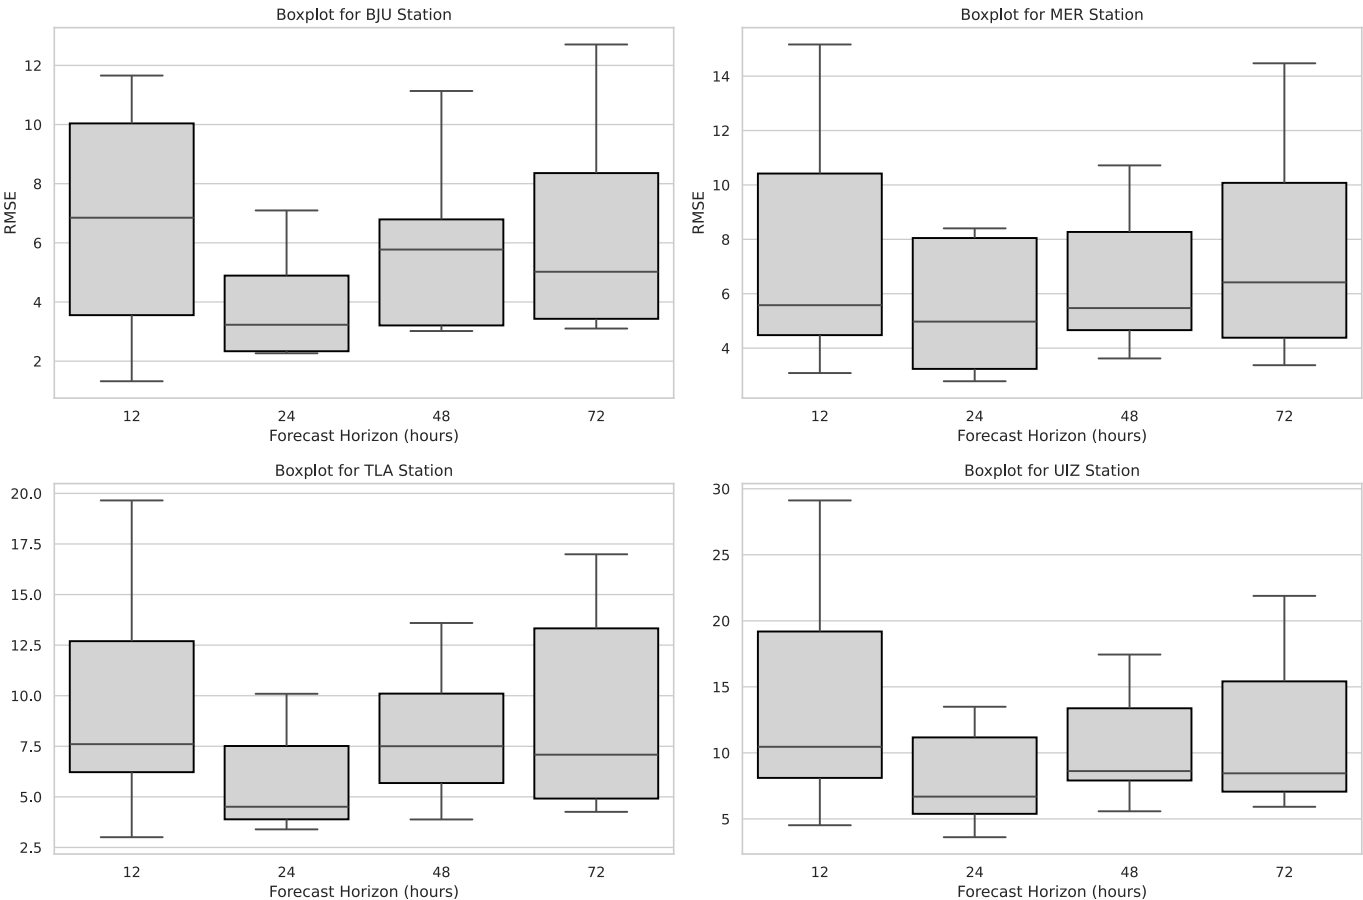 Boxplot for BJU Station
RMSE
12
10
8
6
4
2
12 24 48 72
Forecast Horizon (hours)
Boxplot for MER Station
RMSE
14
12
10
8
6
4
12 24 48 72
Forecast Horizon (hours)
Boxplot for TLA Station
20.0
17.5
15.0
12.5
10.0
7.5
5.0
2.5
12 24 48 72
Forecast Horizon (hours)
Boxplot for UIZ Station
30
25
20
15
10
5
12 24 48 72
Forecast Horizon (hours)